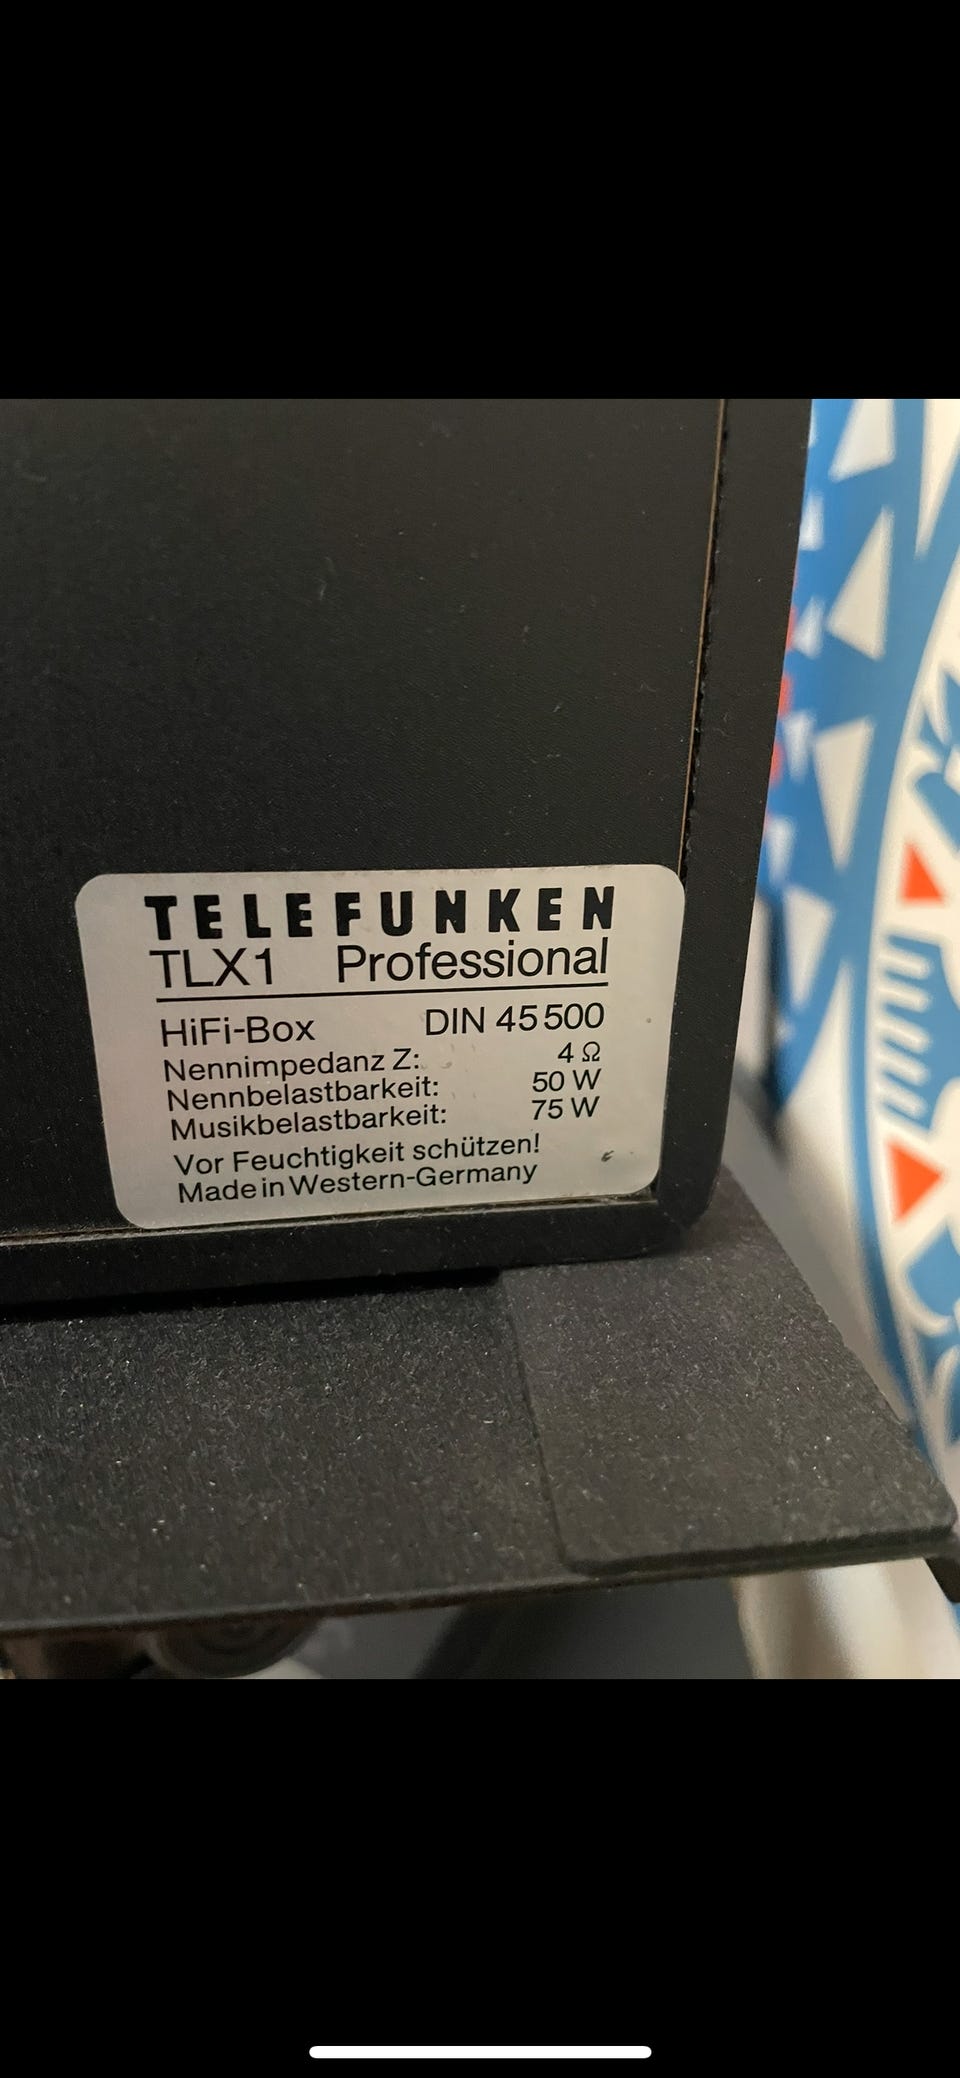 TELEFUNKEN
TLX1 Professional
HiFi-Box DIN 45 500
Nennimpedanz Z: 4 Ω
Nennbelastbarkeit: 50 W
Musikbelastbarkeit: 75 W
Vor Feuchtigkeit schützen!
Made in Western-Germany